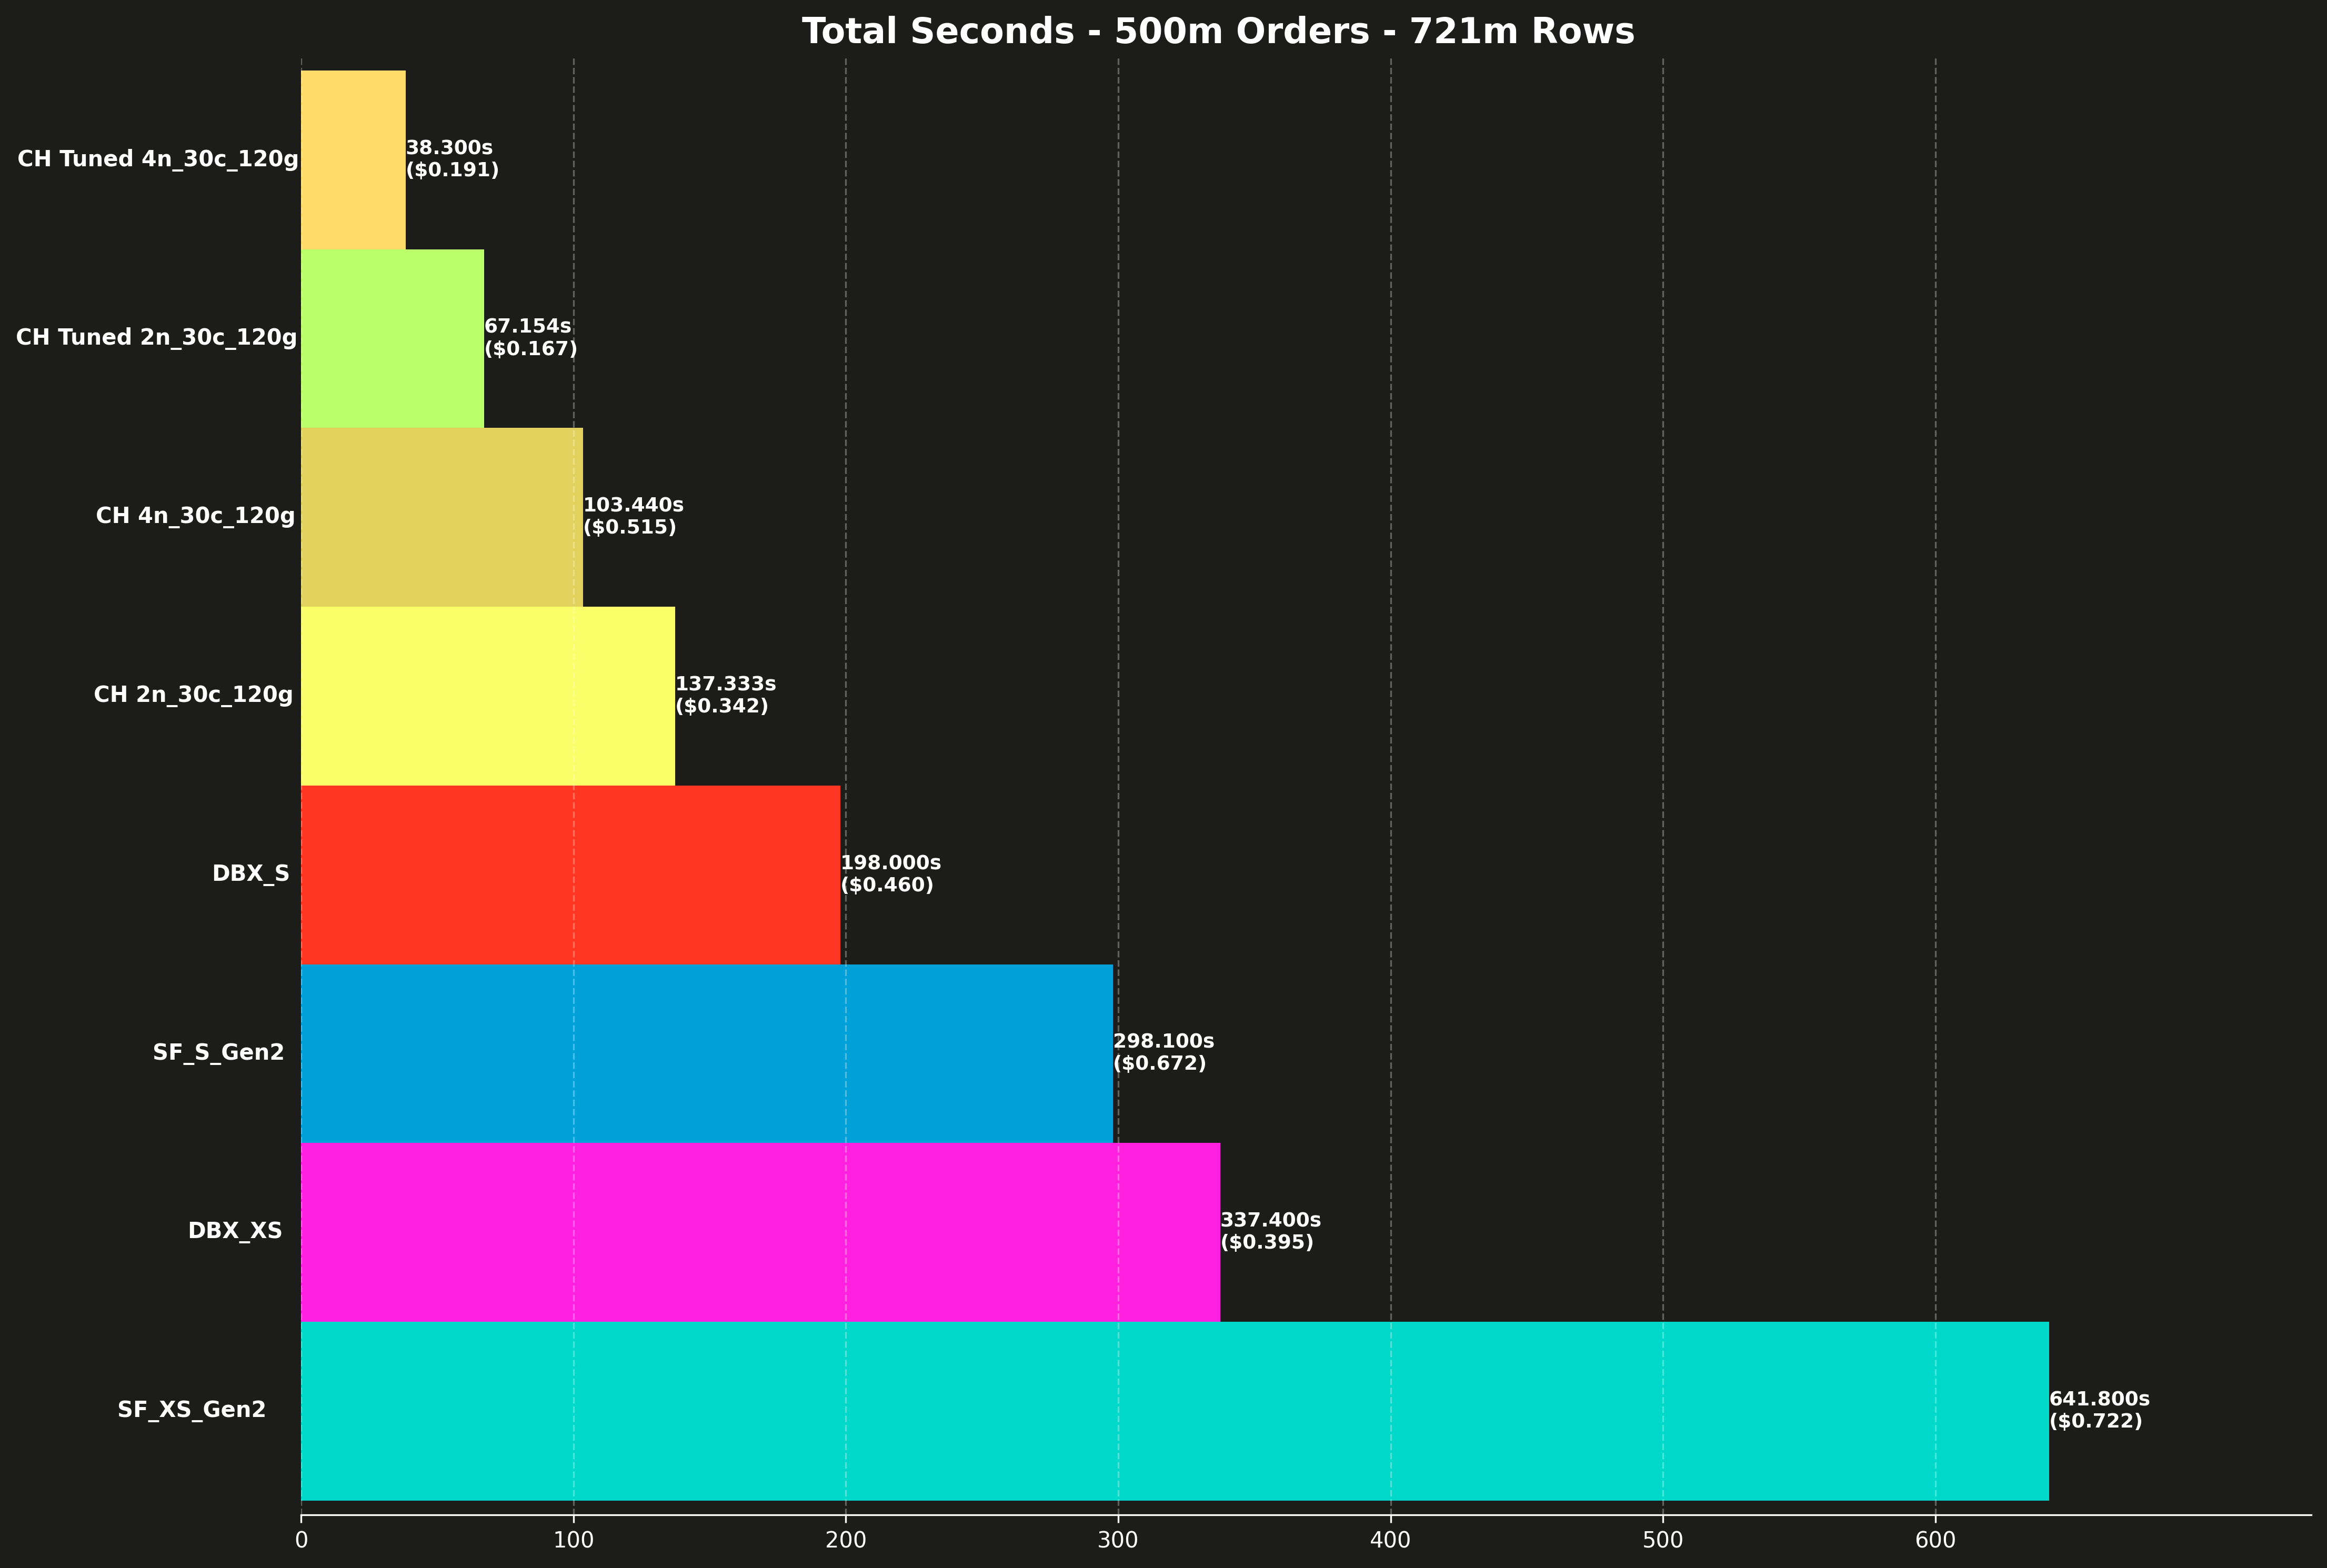 Total Seconds - 500m Orders - 721m Rows
CH Tuned 4n_30c_120g
38.300s
($0.191)
CH Tuned 2n_30c_120g
67.154s
($0.167)
CH 4n_30c_120g
103.440s
($0.515)
CH 2n_30c_120g
137.333s
($0.342)
DBX_S
198.000s
($0.460)
SF_S_Gen2
298.100s
($0.672)
DBX_XS
337.400s
($0.395)
SF_XS_Gen2
641.800s
($0.722)
0 100 200 300 400 500 600